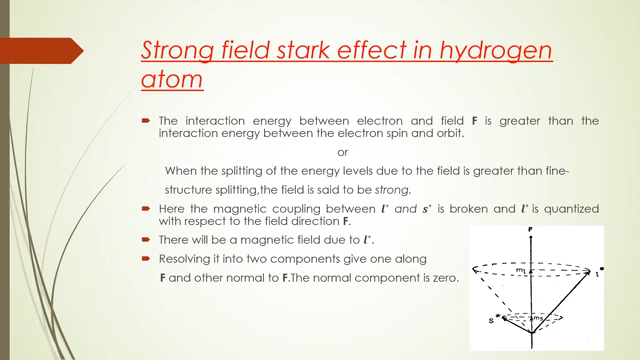 Strong field stark effect in hydrogen
atom
The interaction energy between electron and field F is greater than the
interaction energy between the electron spin and orbit.
or
When the splitting of the energy levels due to the field is greater than fine-
structure splitting,the field is said to be strong.
Here the magnetic coupling between l* and s* is broken and l* is quantized
with respect to the field direction F.
There will be a magnetic field due to l*.
Resolving it into two components give one along
F and other normal to F.The normal component is zero.
F
ml
l*
s*
ms